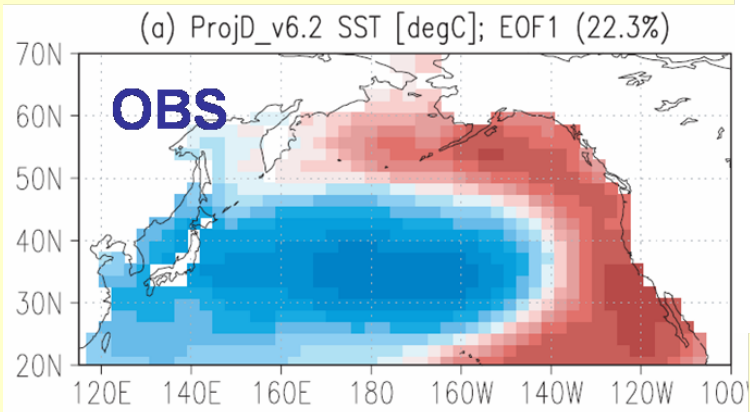 (a) ProjD_v6.2 SST [degC]; EOF1 (22.3%)
70N
OBS
60N
50N
40N
30N
20N
120E 140E 160E 180 160W 140W 120W 100W